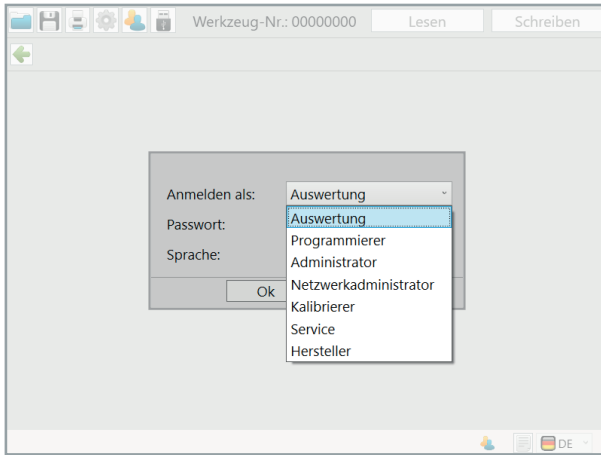 Werkzeug-Nr.: 00000000 Lesen Schreiben
Anmelden als: Auswertung
Passwort:
Sprache:
Auswertung
Programmierer
Administrator
Netzwerkadministrator
Kalibrierer
Service
Hersteller
Ok
DE